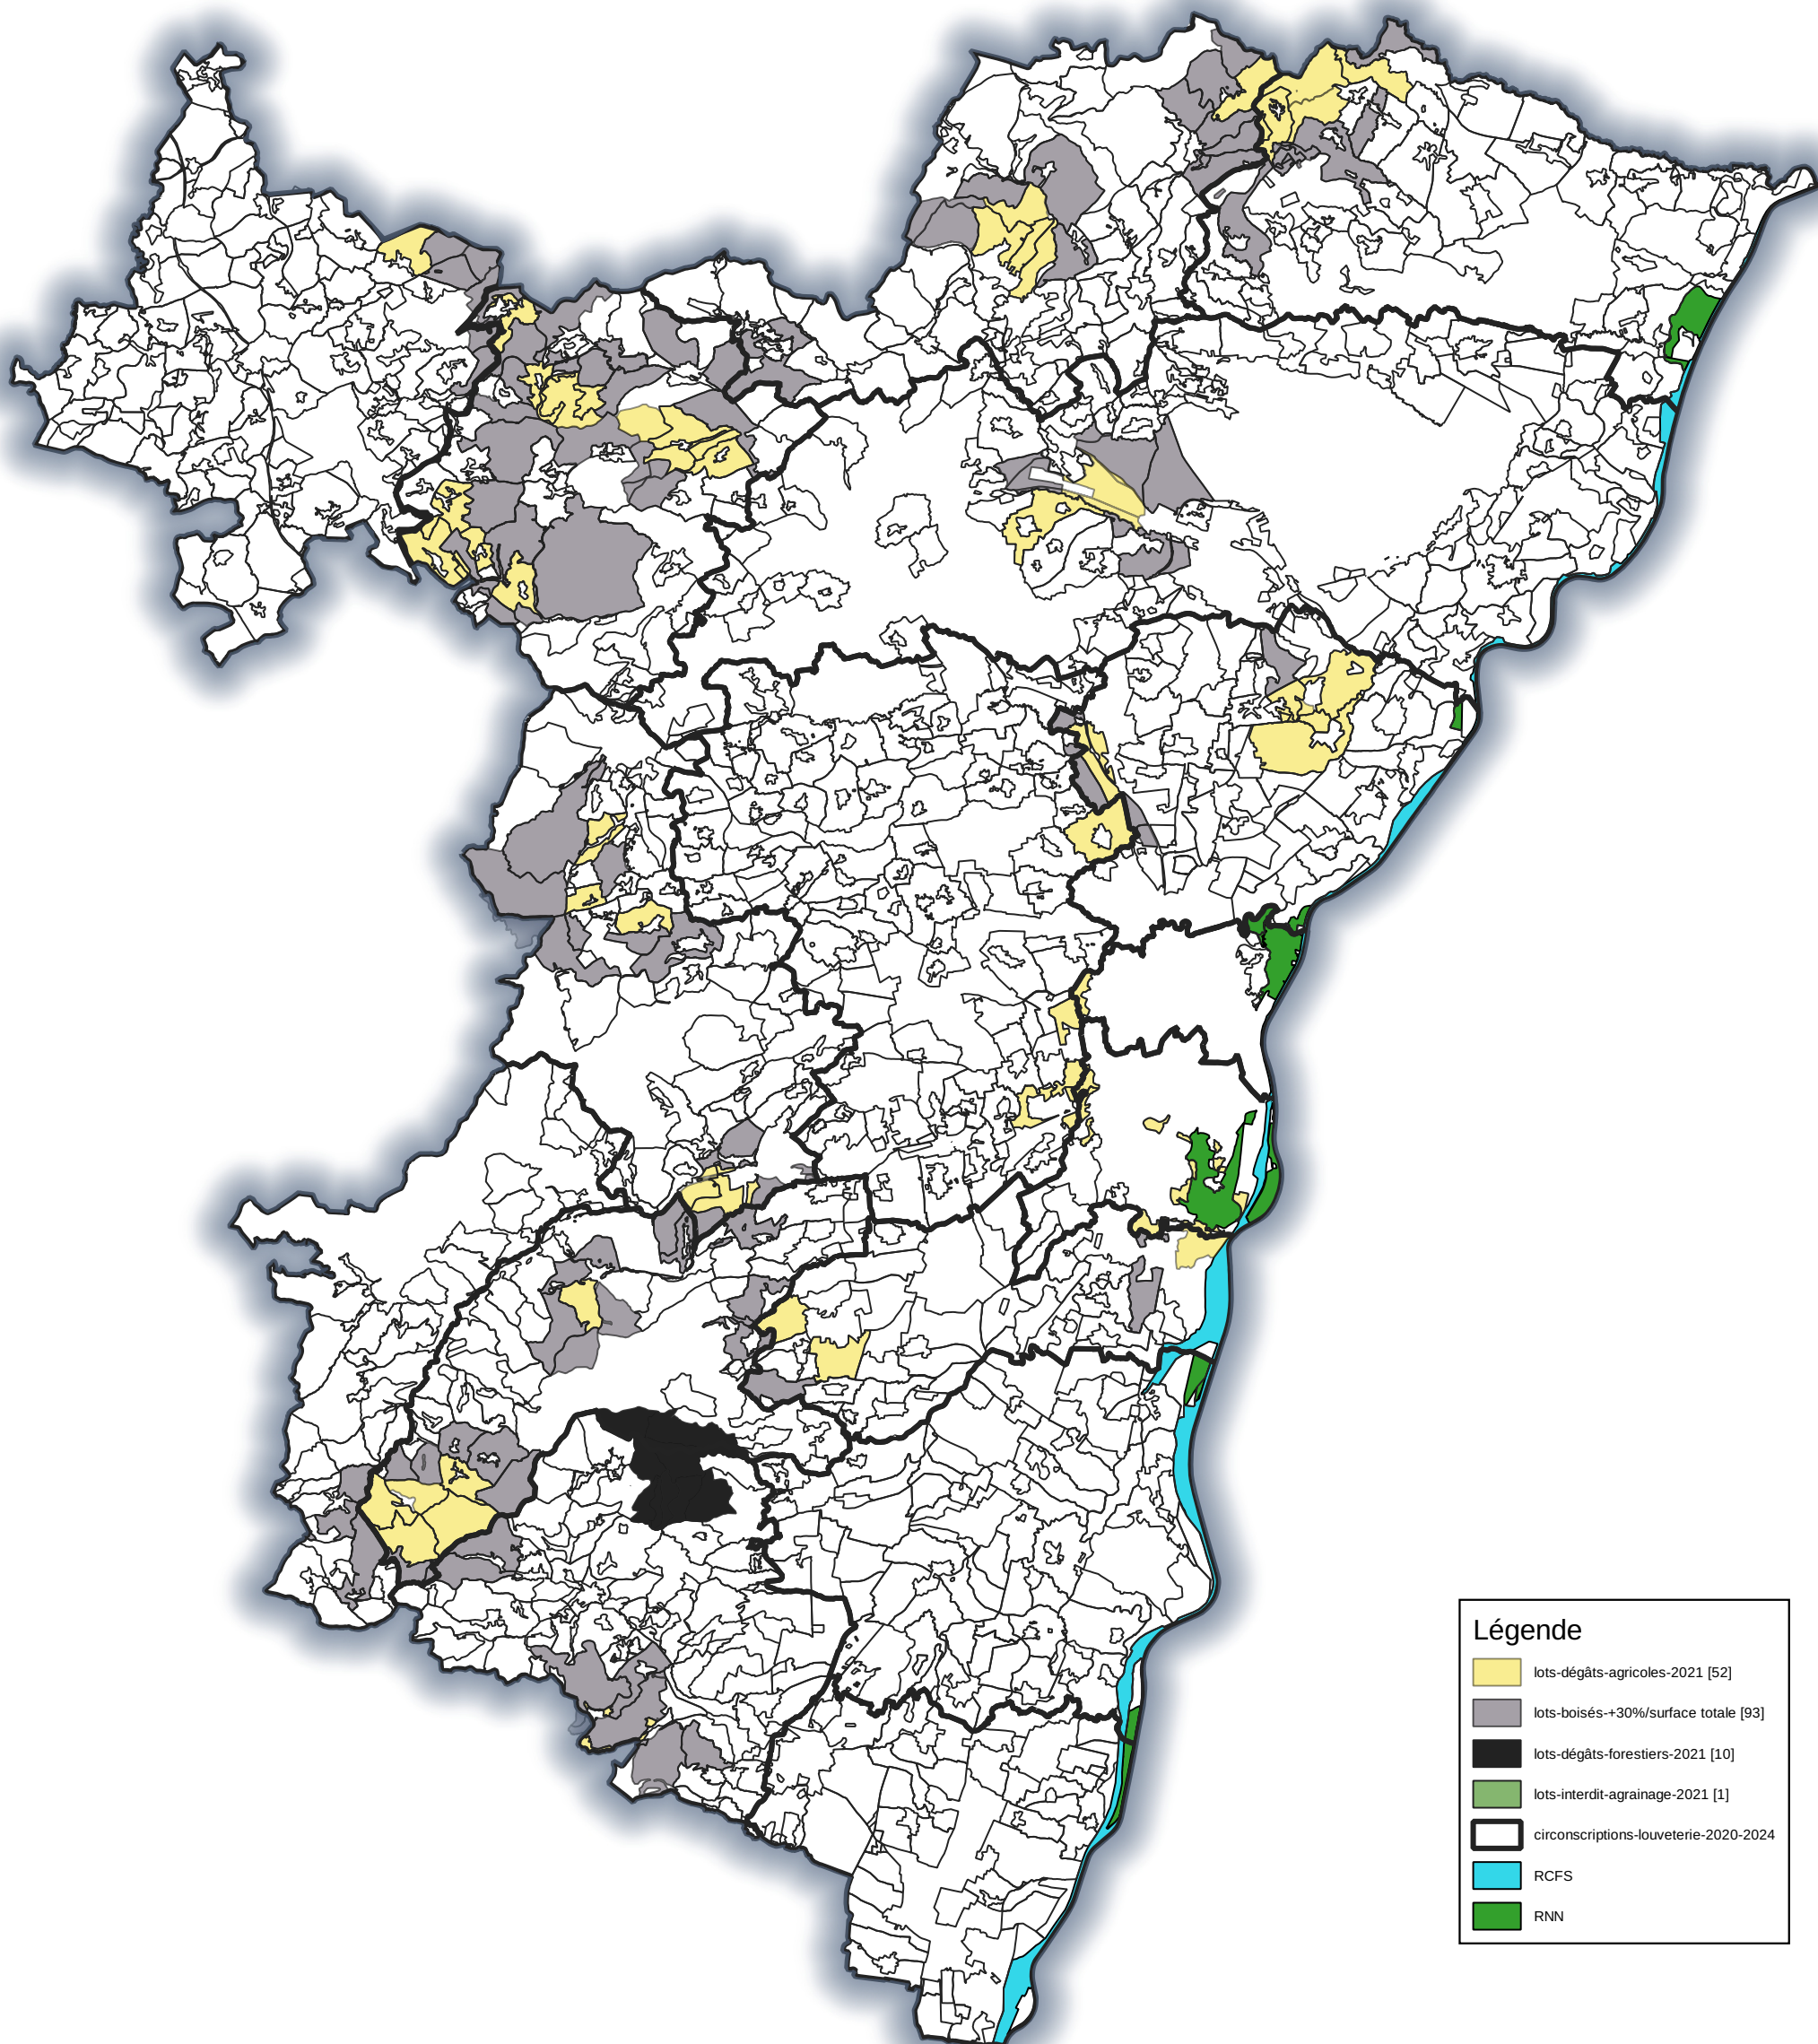 Légende
lots-dégâts-agricoles-2021 [52]
lots-boisés-+30%/surface totale [93]
lots-dégâts-forestiers-2021 [10]
lots-interdit-agrainage-2021 [1]
circonscriptions-louveterie-2020-2024
RCFS
RNN